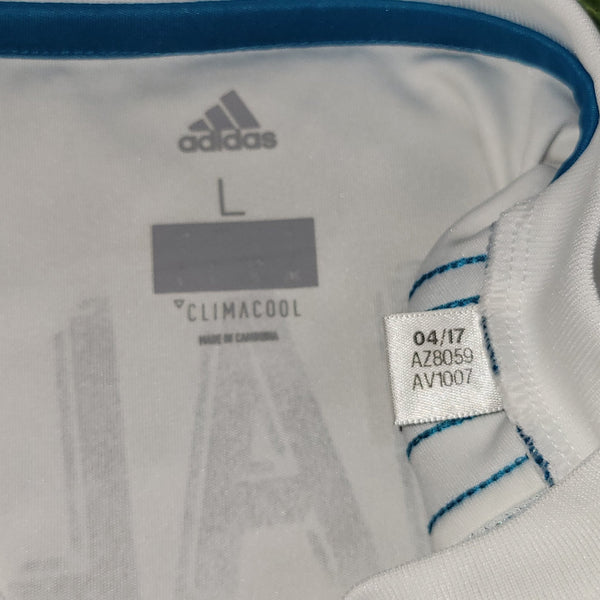 adidas
L
CLIMACOOL
MADE IN CAMBODIA
04/17
AZ8059
AV1007